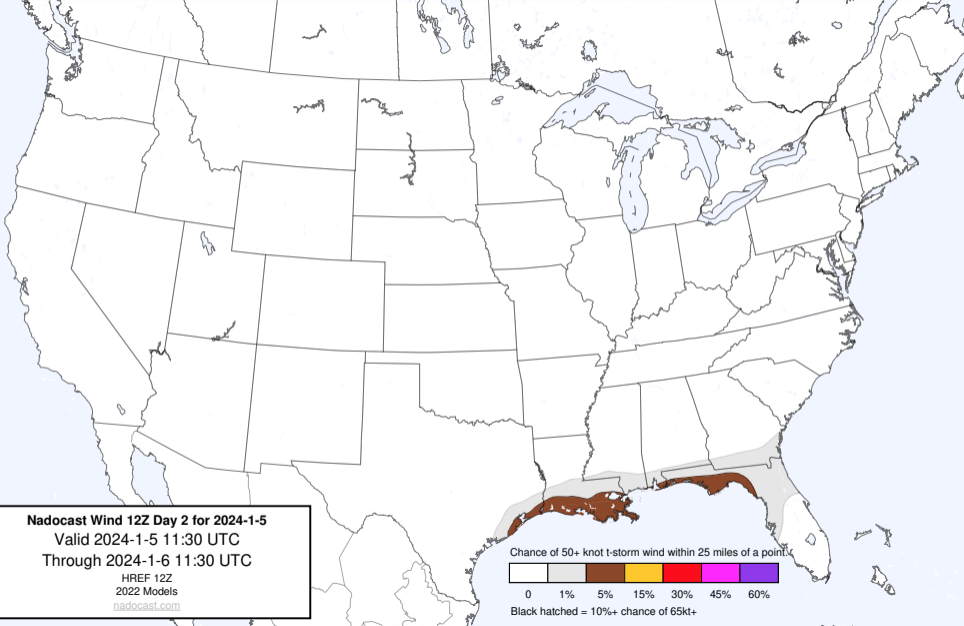 Nadocast Wind 12Z Day 2 for 2024-1-5
Valid 2024-1-5 11:30 UTC
Through 2024-1-6 11:30 UTC
HREF 12Z
2022 Models
nadocast.com
Chance of 50+ knot t-storm wind within 25 miles of a point.
0 1% 5% 15% 30% 45% 60%
Black hatched = 10%+ chance of 65kt+